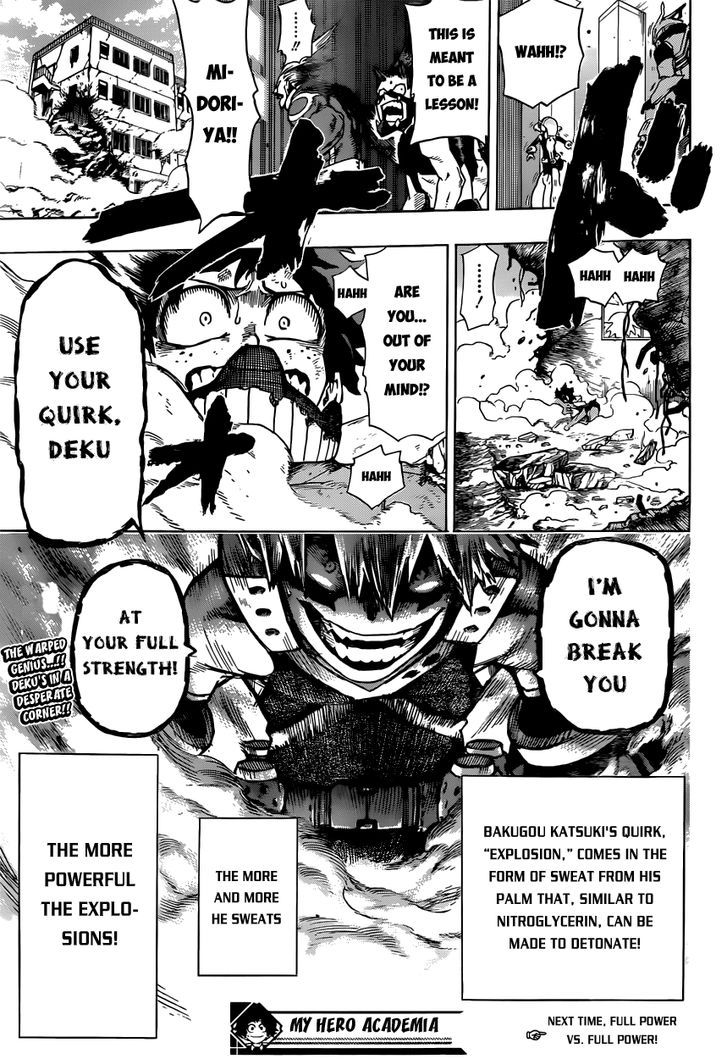 WAHH!?
THIS IS
MEANT
TO BE A
LESSON!
......!!
MI-
DORI-
YA!!
ド
オ
オ
HAHH HAHH
......!!
HAHH
ARE
YOU...
OUT OF
YOUR
MIND!?
HAHH
USE
YOUR
QUIRK,
DEKU
I'M
GONNA
BREAK
YOU
AT
YOUR FULL
STRENGTH!
THE WARPED
GENIUS...!!
DEKU'S IN A
DESPERATE
CORNER!!
BAKUGOU KATSUKI'S QUIRK,
"EXPLOSION," COMES IN THE
FORM OF SWEAT FROM HIS
PALM THAT, SIMILAR TO
NITROGLYCERIN, CAN BE
MADE TO DETONATE!
THE MORE
AND MORE
HE SWEATS
THE MORE
POWERFUL
THE EXPLO-
SIONS!
MY HERO ACADEMIA
☞ NEXT TIME, FULL POWER
VS. FULL POWER!